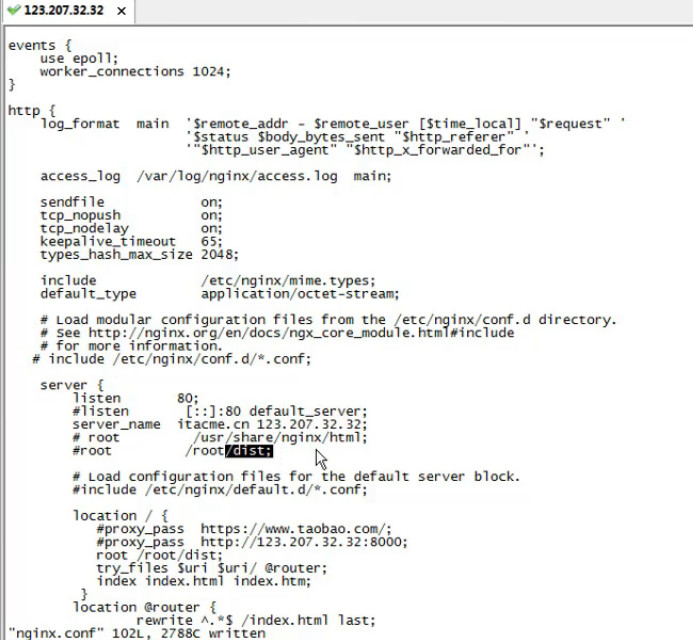 123.207.32.32 ×
events {
    use epoll;
    worker_connections 1024;
}
http {
    log_format  main  '$remote_addr - $remote_user [$time_local] "$request" '
                      '$status $body_bytes_sent "$http_referer" '
                      '"$http_user_agent" "$http_x_forwarded_for"';
    access_log  /var/log/nginx/access.log  main;
    sendfile            on;
    tcp_nopush          on;
    tcp_nodelay         on;
    keepalive_timeout   65;
    types_hash_max_size 2048;
    include             /etc/nginx/mime.types;
    default_type        application/octet-stream;
    # Load modular configuration files from the /etc/nginx/conf.d directory.
    # See http://nginx.org/en/docs/ngx_core_module.html#include
    # for more information.
   # include /etc/nginx/conf.d/*.conf;
    server {
        listen       80;
        #listen       [::]:80 default_server;
        server_name  itacme.cn 123.207.32.32;
        # root         /usr/share/nginx/html;
        #root         /root/dist;
        # Load configuration files for the default server block.
        #include /etc/nginx/default.d/*.conf;
        location / {
           #proxy_pass  https://www.taobao.com/;
           #proxy_pass  http://123.207.32.32:8000;
           root /root/dist;
           try_files $uri $uri/ @router;
           index index.html index.htm;
         }
        location @router {
                rewrite ^.*$ /index.html last;
"nginx.conf" 102L, 2788C written